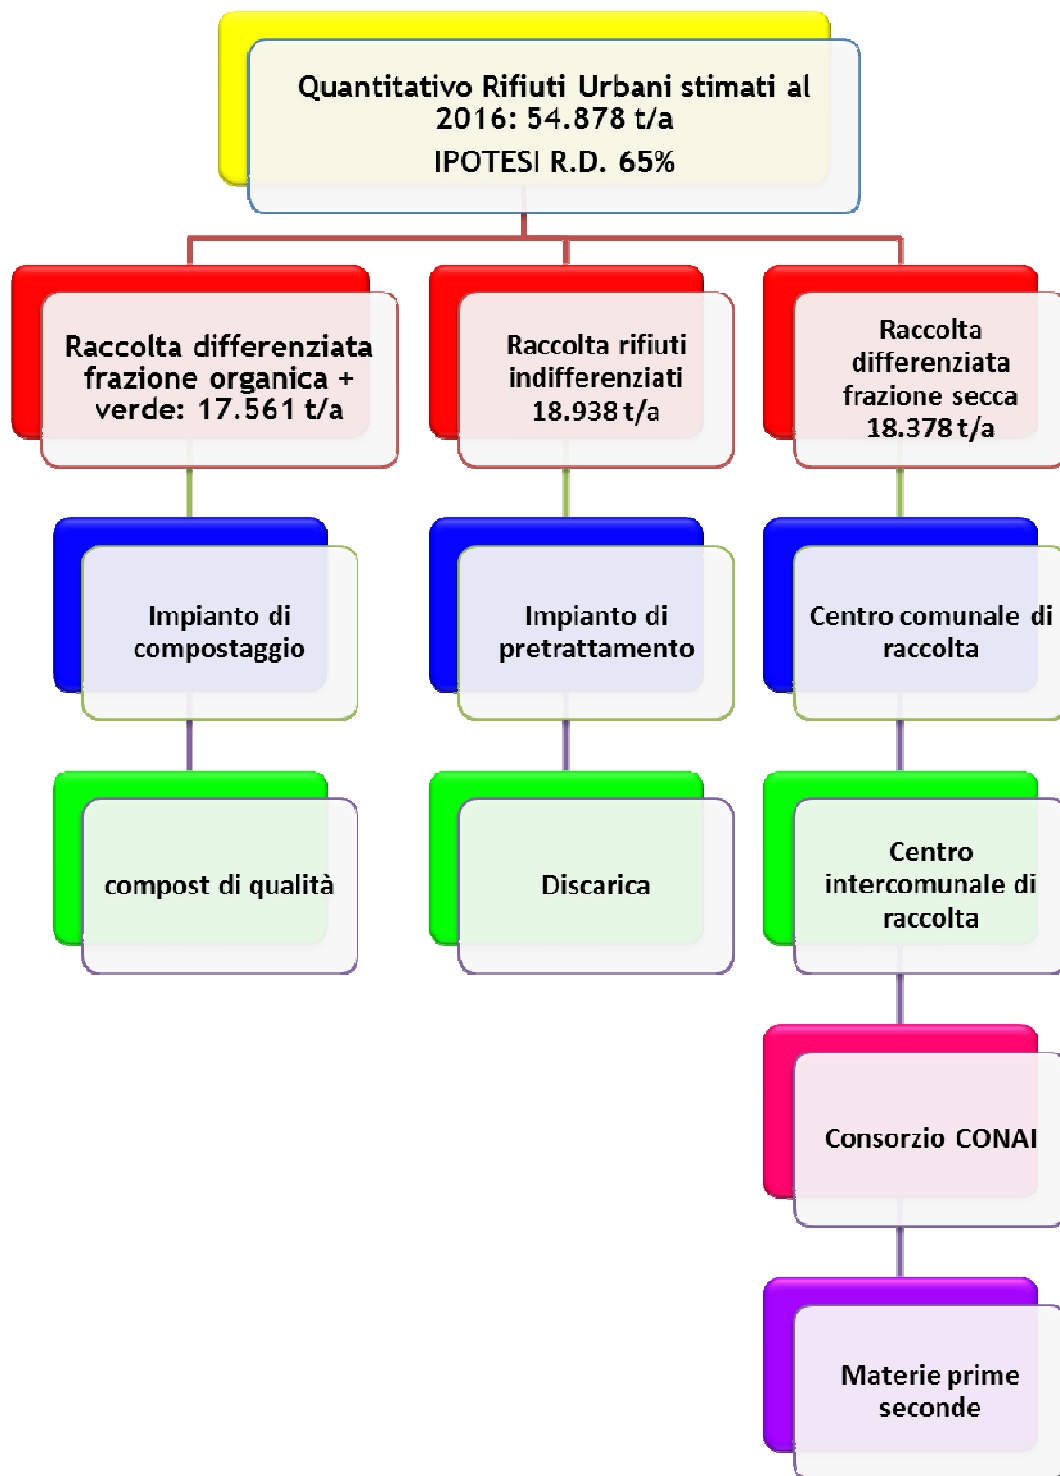 Quantitativo Rifiuti Urbani stimati al
2016: 54.878 t/a
IPOTESI R.D. 65%
Raccolta differenziata
frazione organica +
verde: 17.561 t/a
Raccolta rifiuti
indifferenziati
18.938 t/a
Raccolta
differenziata
frazione secca
18.378 t/a
Impianto di
compostaggio
Impianto di
pretrattamento
Centro comunale di
raccolta
compost di qualità
Discarica
Centro
intercomunale di
raccolta
Consorzio CONAI
Materie prime
seconde